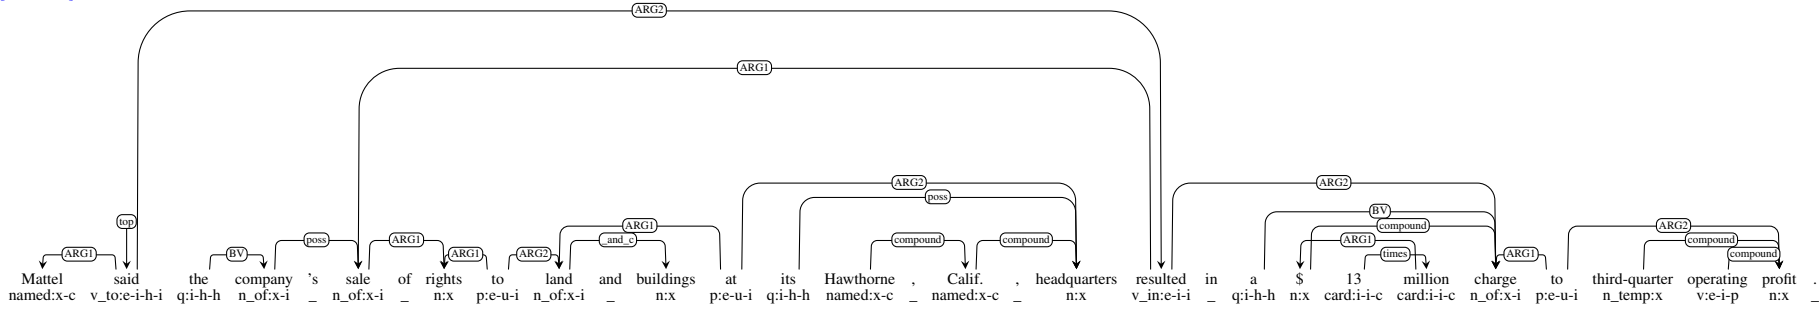 ARG2
ARG1
ARG2 ARG2
poss
BV
top ARG1 compound ARG2
poss ARG1 _and_c compound compound ARG1 compound
ARG1 BV ARG1 ARG2 times ARG1 compound
Mattel said the company 's sale of rights to land and buildings at its Hawthorne , Calif. , headquarters resulted in a $ 13 million charge to third-quarter operating profit .
named:x-c v_to:e-i-h-i q:i-h-h n_of:x-i _ n_of:x-i _ n:x p:e-u-i n_of:x-i _ n:x p:e-u-i q:i-h-h named:x-c _ named:x-c _ n:x v_in:e-i-i _ q:i-h-h n:x card:i-i-c card:i-i-c n_of:x-i p:e-u-i n_temp:x v:e-i-p n:x _